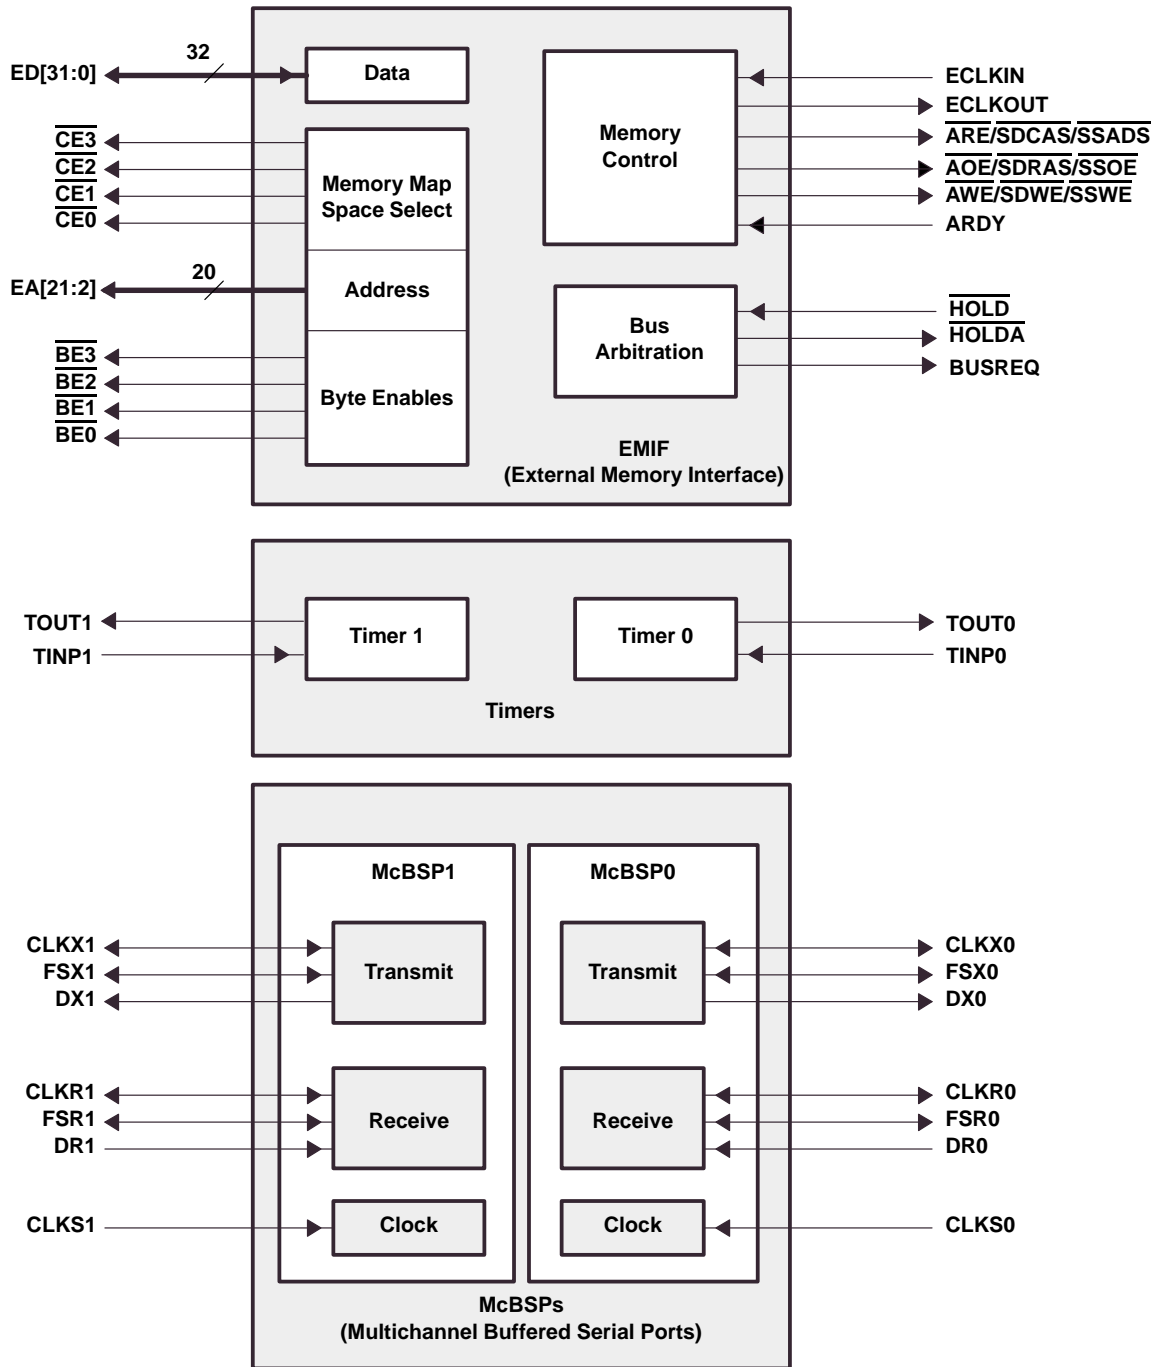 32
ED[31:0]
Data
CE3
CE2
CE1
CE0
Memory Map
Space Select
20
EA[21:2]
Address
BE3
BE2
BE1
BE0
Byte Enables
Memory
Control
ECLKIN
ECLKOUT
ARE/SDCAS/SSADS
AOE/SDRAS/SSOE
AWE/SDWE/SSWE
ARDY
Bus
Arbitration
HOLD
HOLDA
BUSREQ
EMIF
(External Memory Interface)
TOUT1
TINP1
Timer 1
Timer 0
TOUT0
TINP0
Timers
McBSP1
McBSP0
CLKX1
FSX1
DX1
Transmit
Transmit
CLKX0
FSX0
DX0
CLKR1
FSR1
DR1
Receive
Receive
CLKR0
FSR0
DR0
CLKS1
Clock
Clock
CLKS0
McBSPs
(Multichannel Buffered Serial Ports)